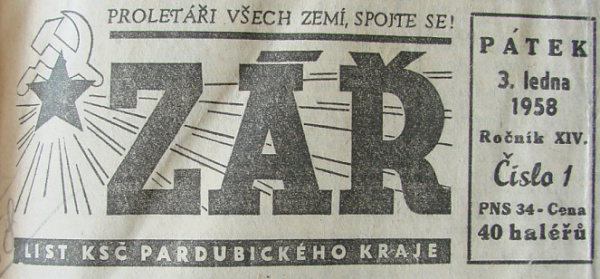 PROLETÁŘI VŠECH ZEMÍ, SPOJTE SE!
ZÁŘ
LIST KSČ PARDUBICKÉHO KRAJE
PÁTEK
3. ledna
1958
Ročník XIV.
Číslo 1
PNS 34 - Cena
40 haléřů